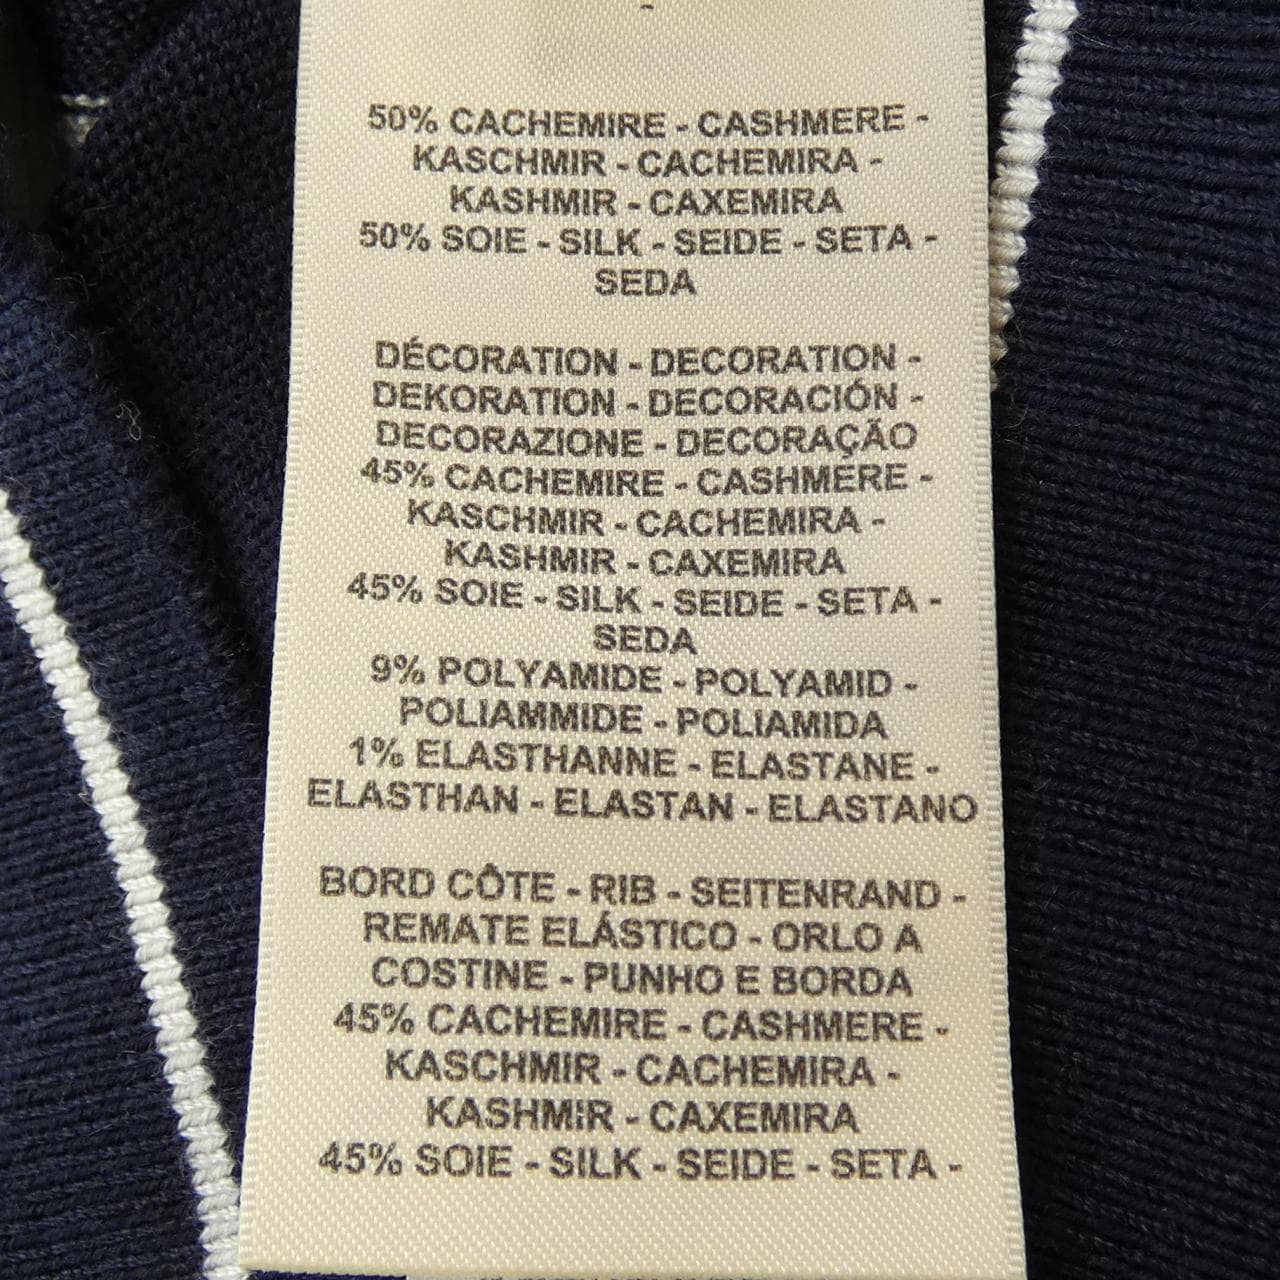 50% CACHEMIRE - CASHMERE -
KASCHMIR - CACHEMIRA -
KASHMIR - CAXEMIRA
50% SOIE - SILK - SEIDE - SETA -
SEDA
DÉCORATION - DECORATION -
DEKORATION - DECORACIÓN -
DECORAZIONE - DECORAÇÃO
45% CACHEMIRE - CASHMERE -
KASCHMIR - CACHEMIRA -
KASHMIR - CAXEMIRA
45% SOIE - SILK - SEIDE - SETA -
SEDA
9% POLYAMIDE - POLYAMID -
POLIAMMIDE - POLIAMIDA
1% ELASTHANNE - ELASTANE -
ELASTHAN - ELASTAN - ELASTANO
BORD CÔTE - RIB - SEITENRAND -
REMATE ELÁSTICO - ORLO A
COSTINE - PUNHO E BORDA
45% CACHEMIRE - CASHMERE -
KASCHMIR - CACHEMIRA -
KASHMIR - CAXEMIRA
45% SOIE - SILK - SEIDE - SETA -